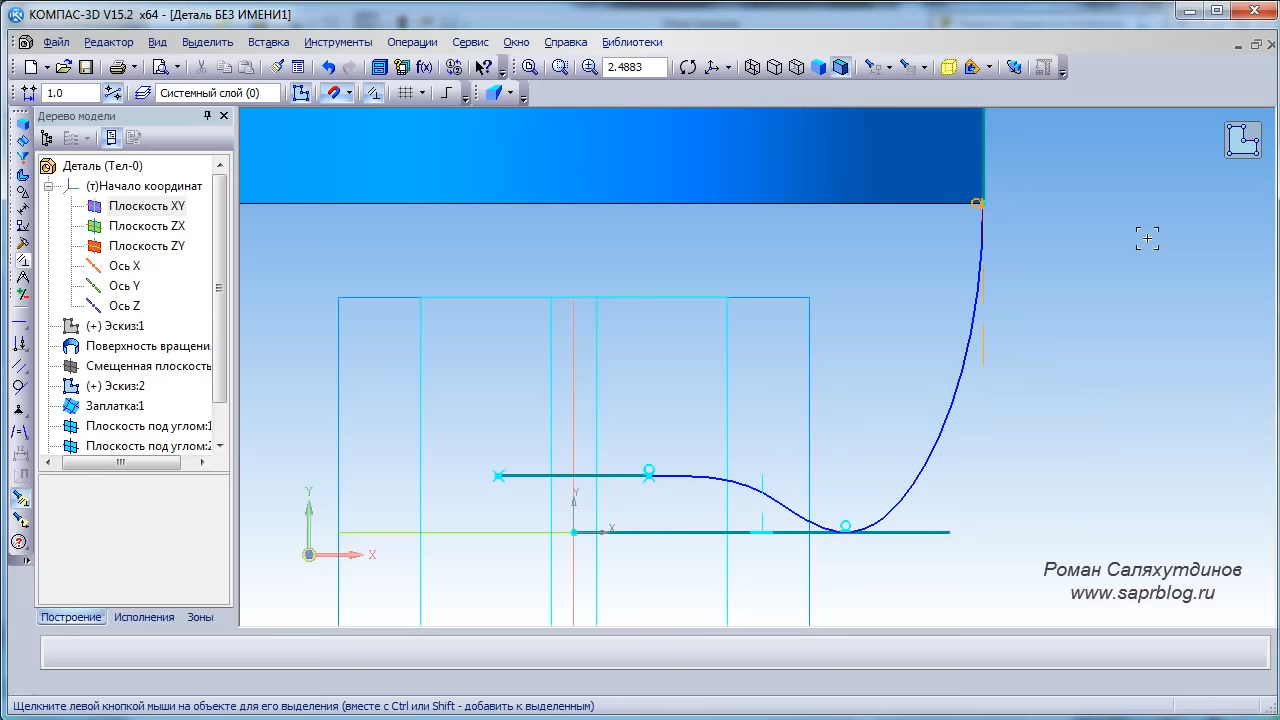 КОМПАС-3D V15.2 x64 - [Деталь БЕЗ ИМЕНИ1]
Файл Редактор Вид Выделить Вставка Инструменты Операции Сервис Окно Справка Библиотеки
2.4883
1.0 Системный слой (0)
Дерево модели
Деталь (Тел-0)
(т)Начало координат
Плоскость XY
Плоскость ZX
Плоскость ZY
Ось X
Ось Y
Ось Z
(+) Эскиз:1
Поверхность вращени
Смещенная плоскость
(+) Эскиз:2
Заплатка:1
Плоскость под углом:1
Плоскость под углом:2
Y
X
Y
X
Построение Исполнения Зоны
Роман Саляхутдинов
www.saprblog.ru
Щелкните левой кнопкой мыши на объекте для его выделения (вместе с Ctrl или Shift - добавить к выделенным)